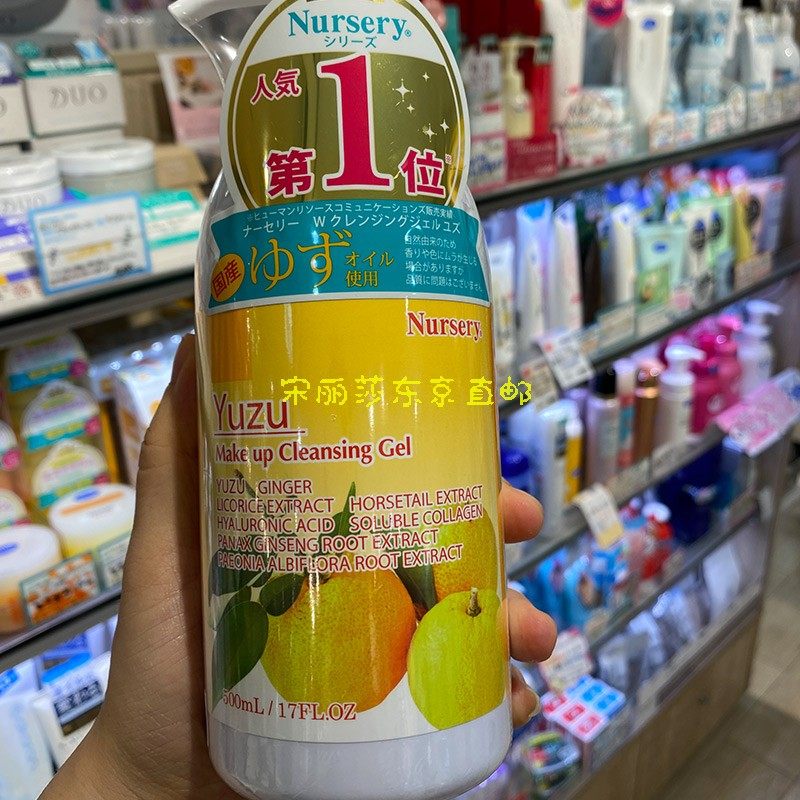 Nursery®
シリーズ
人気
第1位
※ヒューマンリソースコミュニケーションズ販売実績
ナーセリー Wクレンジングジェル ユズ
国産
ゆずオイル使用
自然由来のため
香りや色にムラが生じる
場合がありますが
品質に問題はございません。
Nursery®
宋丽莎东京直邮
Yuzu
Make up Cleansing Gel
YUZU GINGER
LICORICE EXTRACT HORSETAIL EXTRACT
HYALURONIC ACID SOLUBLE COLLAGEN
PANAX GINSENG ROOT EXTRACT
PAEONIA ALBIFLORA ROOT EXTRACT
500mL / 17FL.OZ
DUO
DUO